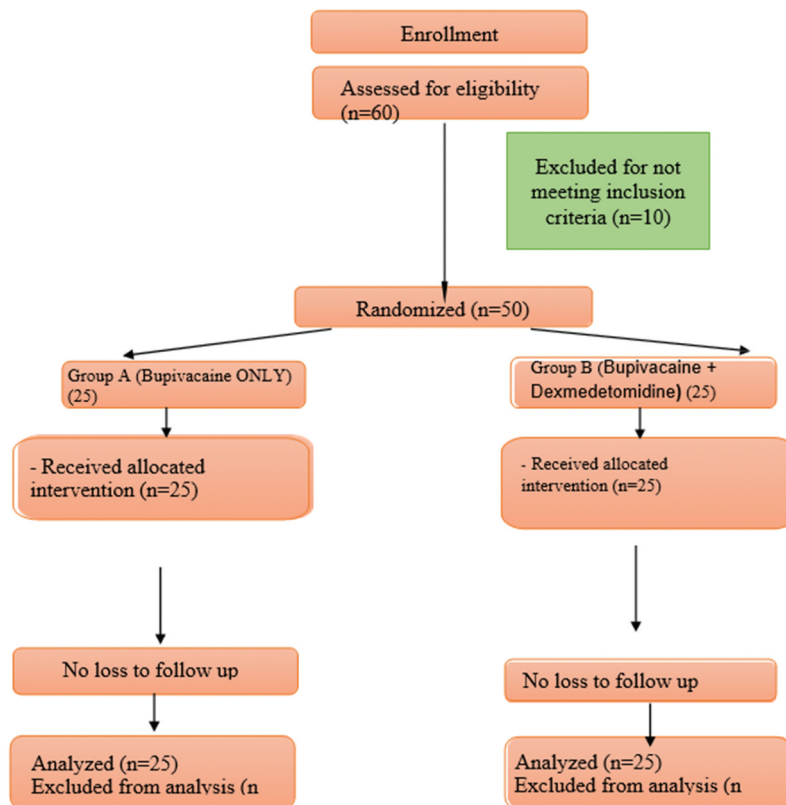 Enrollment
Assessed for eligibility
(n=60)
Excluded for not
meeting inclusion
criteria (n=10)
Randomized (n=50)
Group A (Bupivacaine ONLY)
(25)
Group B (Bupivacaine +
Dexmedetomidine) (25)
- Received allocated
intervention (n=25)
- Received allocated
intervention (n=25)
No loss to follow up
No loss to follow up
Analyzed (n=25)
Excluded from analysis (n
Analyzed (n=25)
Excluded from analysis (n